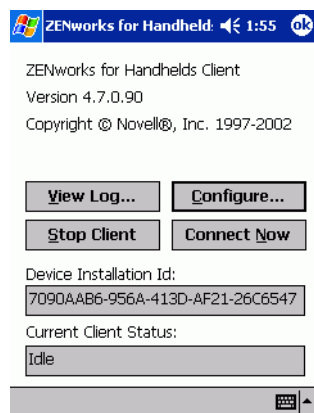 ZENworks for Handheld: 1:55 ok
ZENworks for Handhelds Client
Version 4.7.0.90
Copyright © Novell®, Inc. 1997-2002
View Log... Configure...
Stop Client Connect Now
Device Installation Id:
7090AAB6-956A-413D-AF21-26C6547
Current Client Status:
Idle